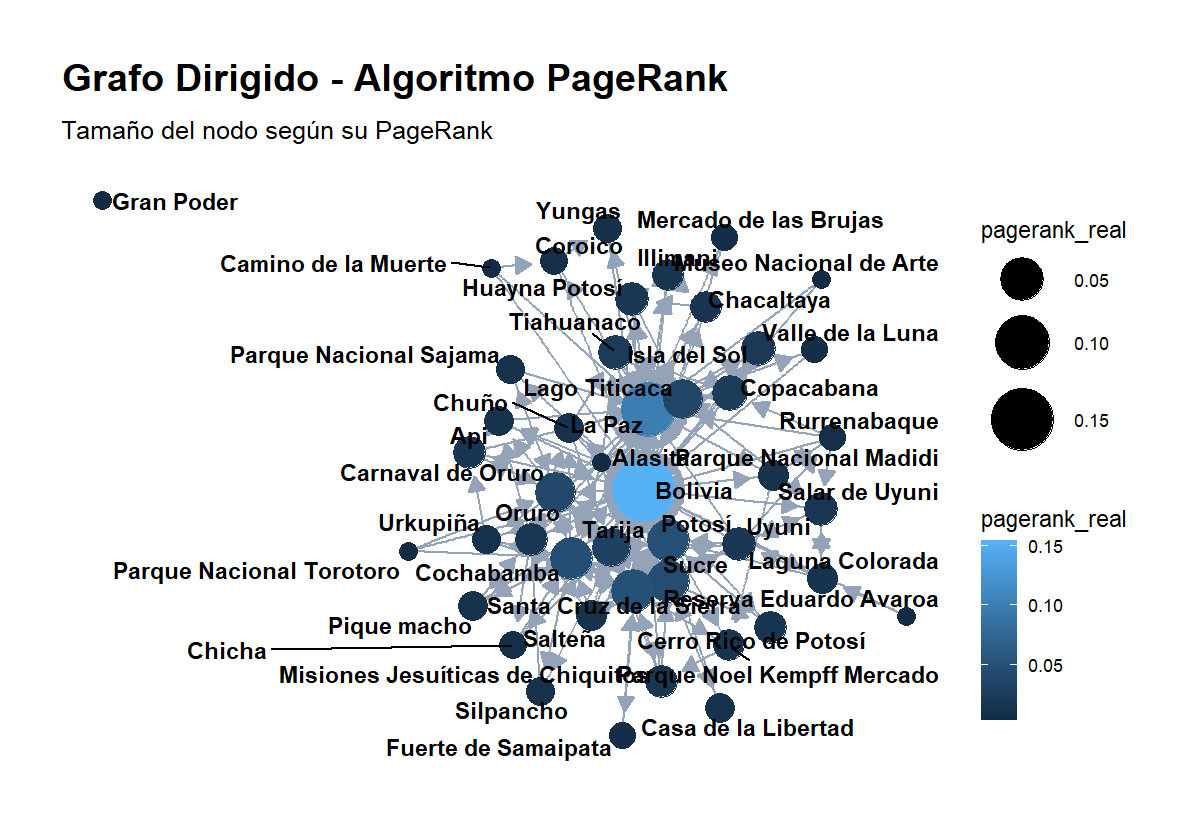 Grafo Dirigido - Algoritmo PageRank
Tamaño del nodo según su PageRank
Gran Poder
Yungas
Mercado de las Brujas
Coroico
Illimani
Camino de la Muerte
Museo Nacional de Arte
Huayna Potosí
Chacaltaya
Tiahuanaco
Valle de la Luna
Parque Nacional Sajama
Isla del Sol
Lago Titicaca
Copacabana
Chuño
La Paz
Rurrenabaque
Api
Alasita
Parque Nacional Madidi
Carnaval de Oruro
Bolivia
Salar de Uyuni
Oruro
Urkupiña
Tarija
Potosí
Uyuni
Laguna Colorada
Parque Nacional Torotoro
Cochabamba
Sucre
Reserva Eduardo Avaroa
Santa Cruz de la Sierra
Pique macho
Salteña
Cerro Rico de Potosí
Chicha
Misiones Jesuíticas de Chiquitos
Parque Noel Kempff Mercado
Silpancho
Casa de la Libertad
Fuerte de Samaipata
pagerank_real
0.05
0.10
0.15
pagerank_real
0.15
0.10
0.05